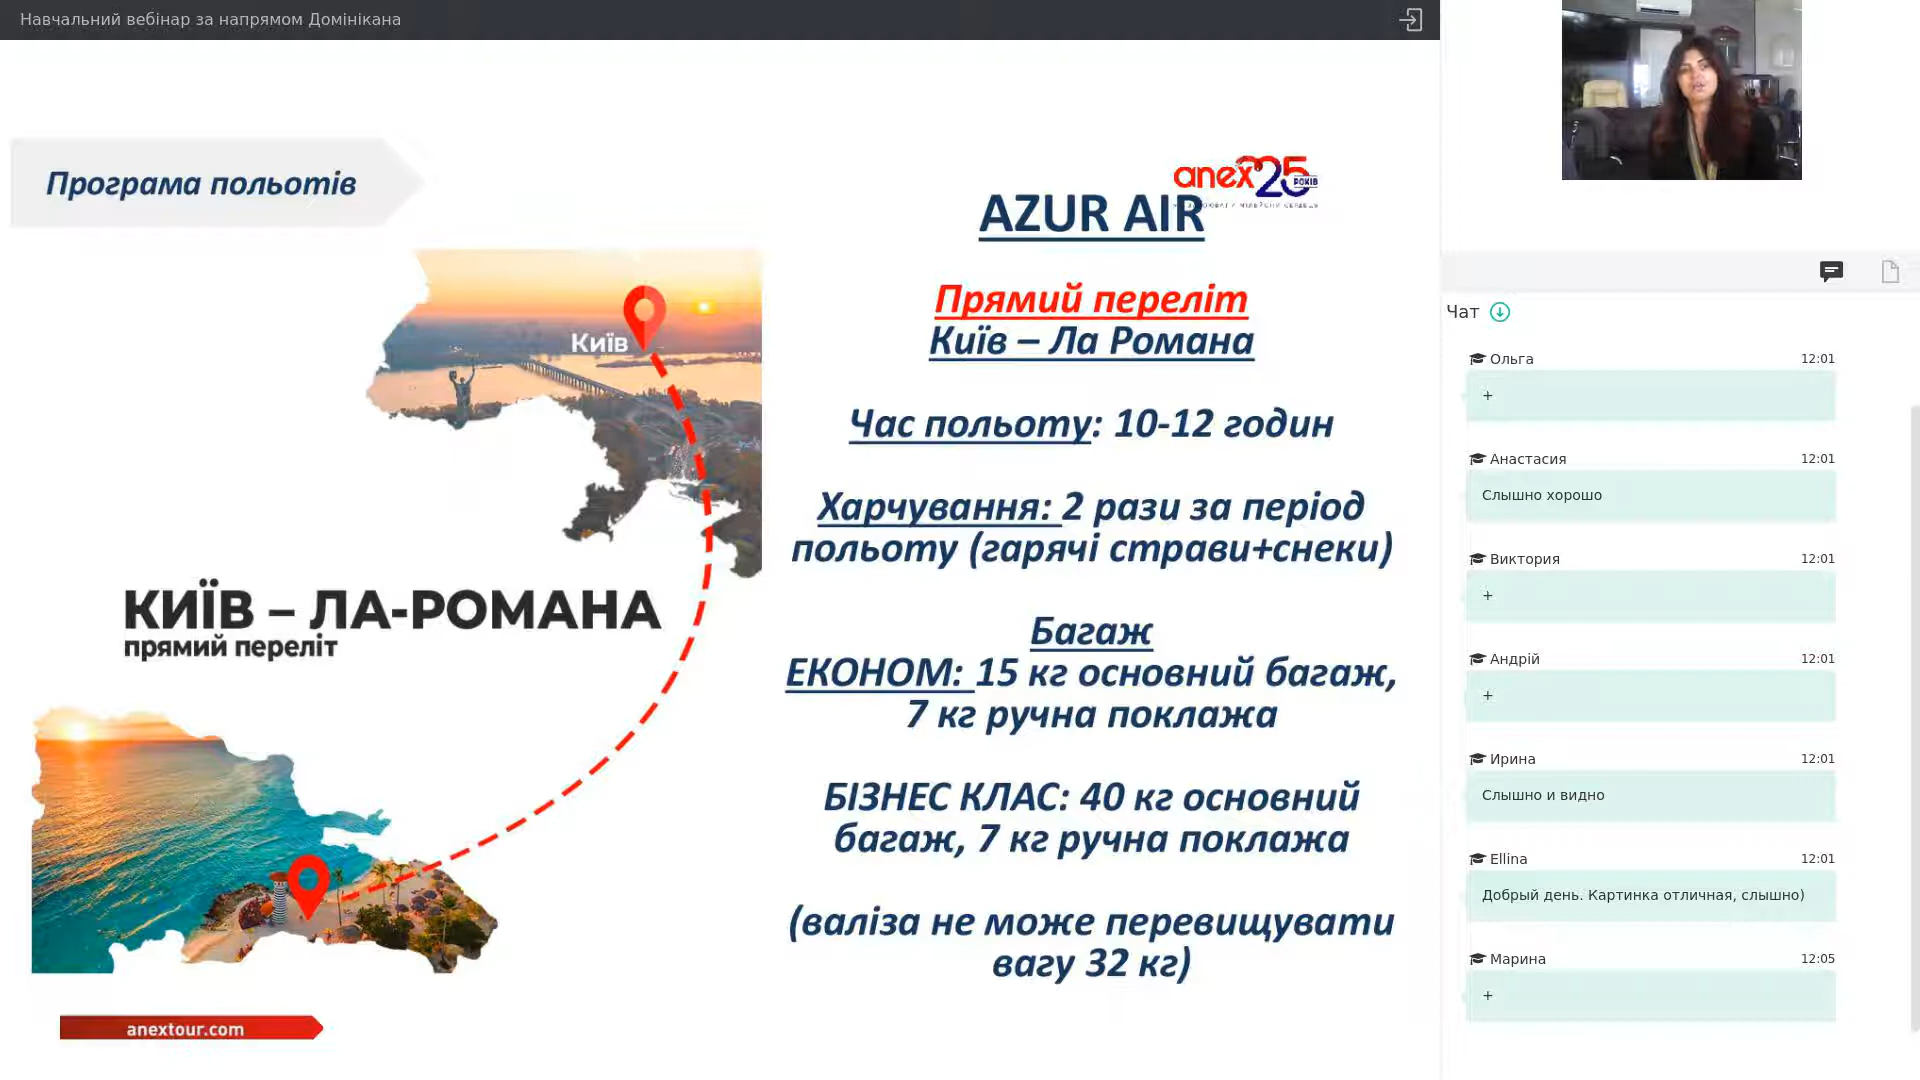 Навчальний вебінар за напрямом Домінікана
Програма польотів
anex 25 РОКІВ
AZUR AIR
Прямий переліт
Київ – Ла Романа
Час польоту: 10-12 годин
Харчування: 2 рази за період
польоту (гарячі страви+снеки)
Багаж
ЕКОНОМ: 15 кг основний багаж,
7 кг ручна поклажа
БІЗНЕС КЛАС: 40 кг основний
багаж, 7 кг ручна поклажа
(валіза не може перевищувати
вагу 32 кг)
Київ
КИЇВ – ЛА-РОМАНА
прямий переліт
anextour.com
Чат
Ольга 12:01
+
Анастасия 12:01
Слышно хорошо
Виктория 12:01
+
Андрій 12:01
+
Ирина 12:01
Слышно и видно
Ellina 12:01
Добрый день. Картинка отличная, слышно)
Марина 12:05
+